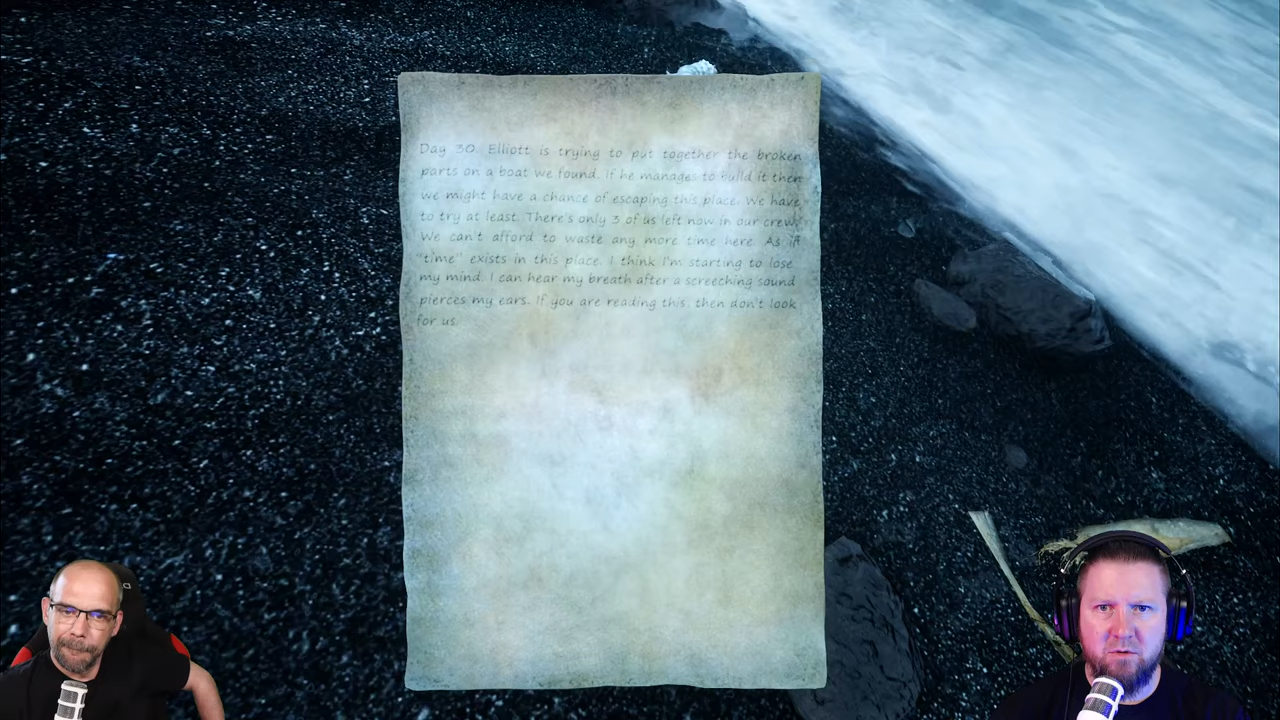 Day 30. Elliott is trying to put together the broken
parts on a boat we found. If he manages to build it then
we might have a chance of escaping this place. We have
to try at least. There's only 3 of us left now in our crew.
We can't afford to waste any more time here. As if
"time" exists in this place. I think I'm starting to lose
my mind. I can hear my breath after a screeching sound
pierces my ears. If you are reading this, then don't look
for us.